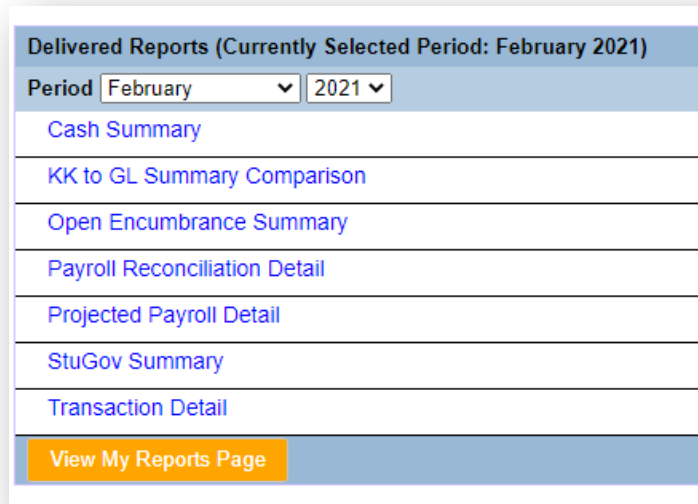 Delivered Reports (Currently Selected Period: February 2021)
Period February 2021
Cash Summary
KK to GL Summary Comparison
Open Encumbrance Summary
Payroll Reconciliation Detail
Projected Payroll Detail
StuGov Summary
Transaction Detail
View My Reports Page